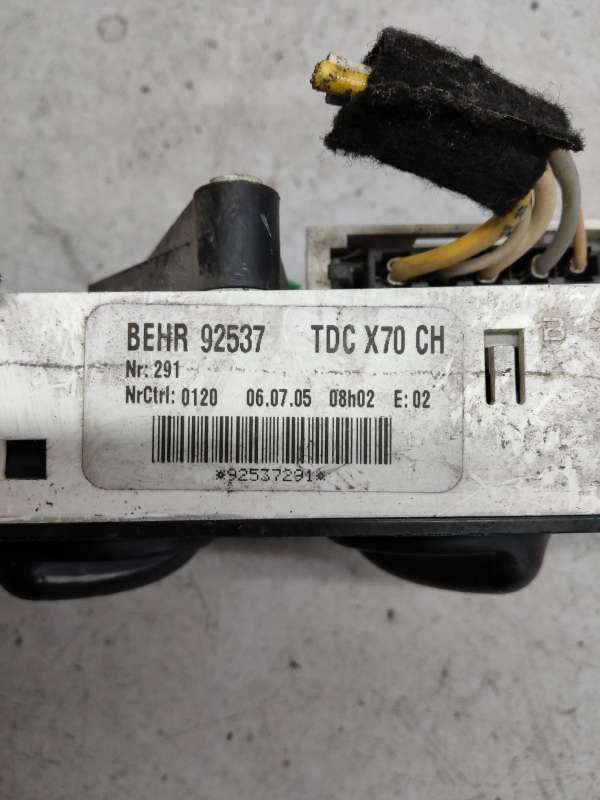 BEHR 92537 TDC X70 CH
Nr: 291
NrCtrl: 0120 06.07.05 08h02 E: 02
*92537291*
B